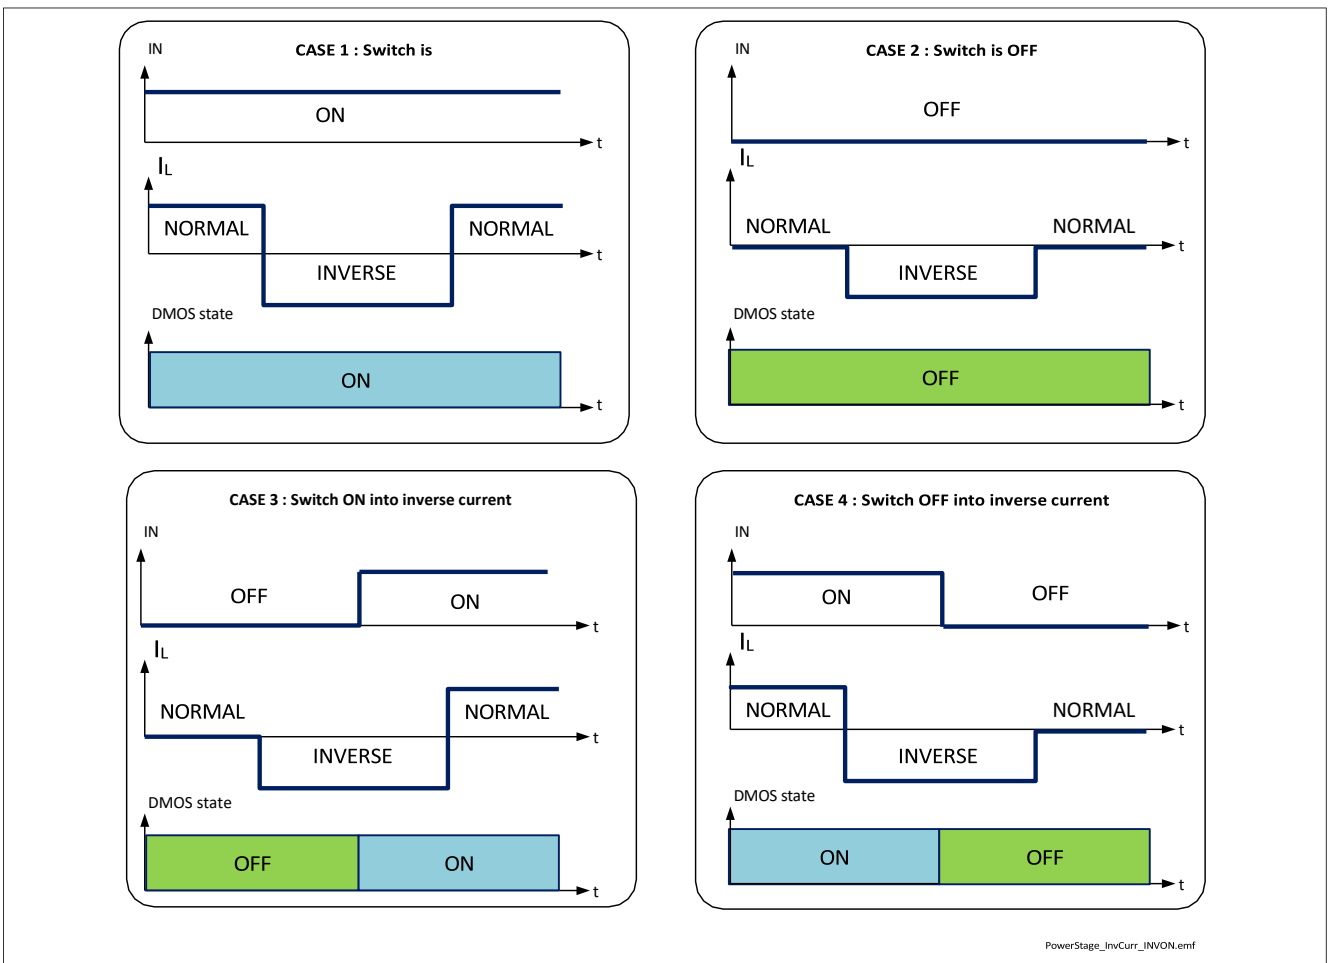 CASE 1 : Switch is
IN
ON
t
IL
NORMAL
NORMAL
t
INVERSE
DMOS state
ON
t
CASE 2 : Switch is OFF
IN
OFF
t
IL
NORMAL
NORMAL
t
INVERSE
DMOS state
OFF
t
CASE 3 : Switch ON into inverse current
IN
OFF
ON
t
IL
NORMAL
NORMAL
t
INVERSE
DMOS state
OFF
ON
t
CASE 4 : Switch OFF into inverse current
IN
ON
OFF
t
IL
NORMAL
NORMAL
t
INVERSE
DMOS state
ON
OFF
t
PowerStage_InvCurr_INVON.emf